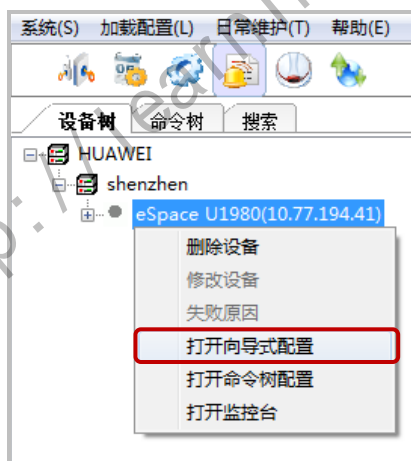 系统(S) 加载配置(L) 日常维护(T) 帮助(E)
设备树 命令树 搜索
HUAWEI
shenzhen
eSpace U1980(10.77.194.41)
删除设备
修改设备
失败原因
打开向导式配置
打开命令树配置
打开监控台